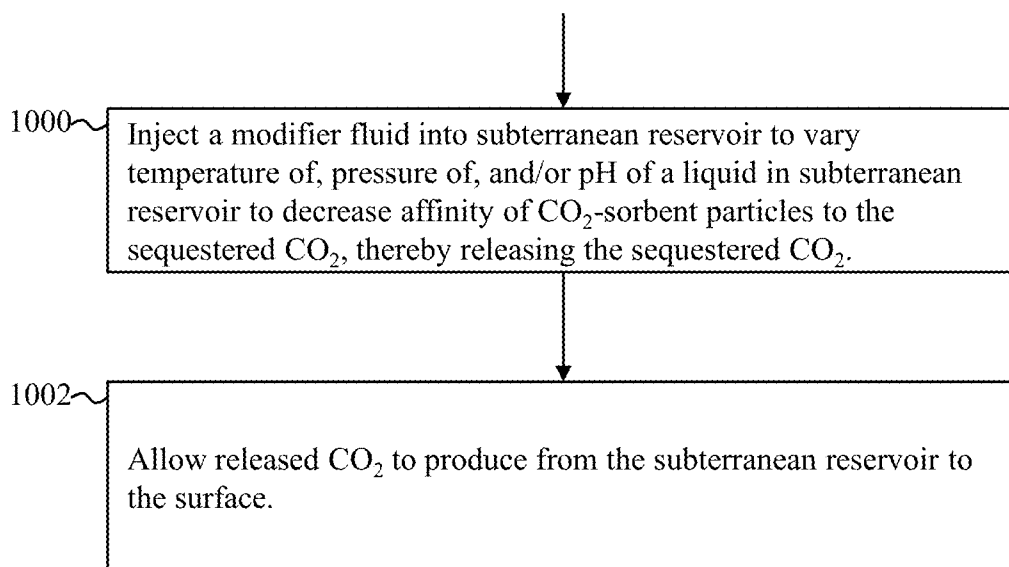 1000
Inject a modifier fluid into subterranean reservoir to vary
temperature of, pressure of, and/or pH of a liquid in subterranean
reservoir to decrease affinity of CO₂-sorbent particles to the
sequestered CO₂, thereby releasing the sequestered CO₂.
1002
Allow released CO₂ to produce from the subterranean reservoir to
the surface.